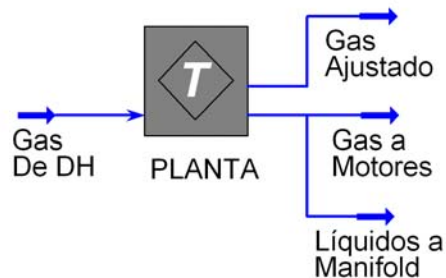 Gas
Ajustado
T
Gas
De DH
PLANTA
Gas a
Motores
Líquidos a
Manifold